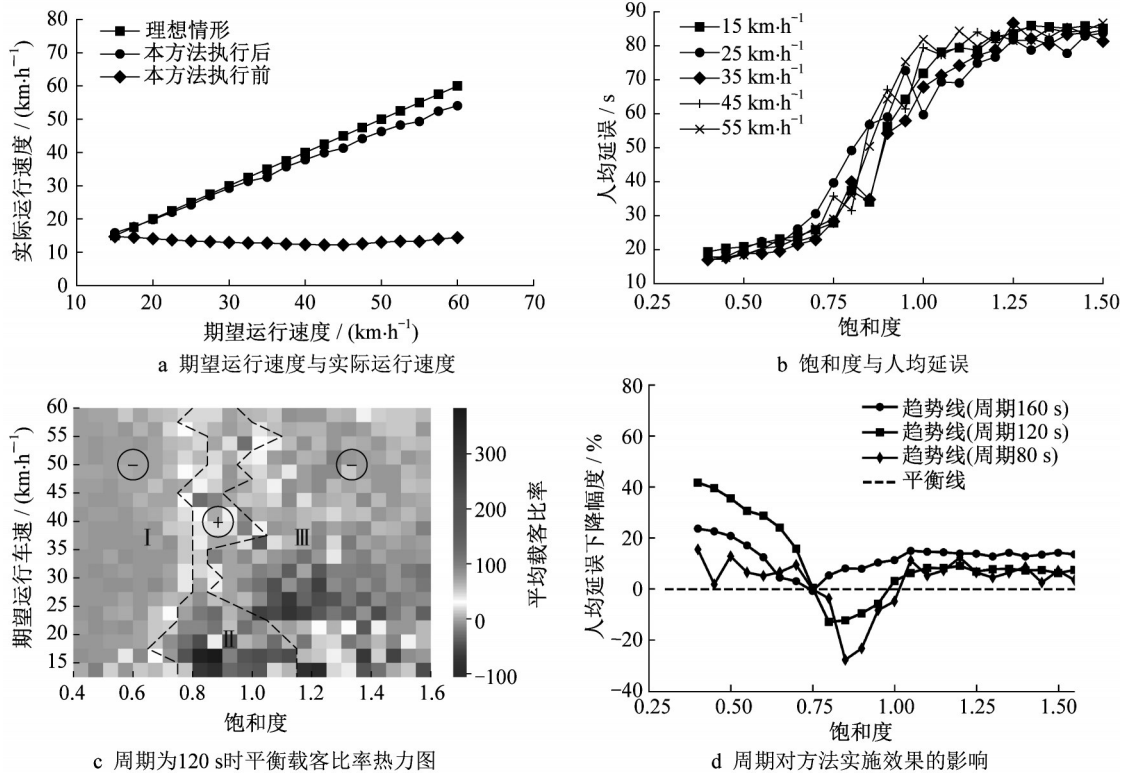 80
70
60
50
40
30
20
10
0
实际运行速度 / (km·h⁻¹)
理想情形
本方法执行后
本方法执行前
10 20 30 40 50 60 70
期望运行速度 / (km·h⁻¹)
a 期望运行速度与实际运行速度
90
80
70
60
50
40
30
20
10
人均延误 / s
15 km·h⁻¹
25 km·h⁻¹
35 km·h⁻¹
45 km·h⁻¹
55 km·h⁻¹
0.25 0.50 0.75 1.00 1.25 1.50
饱和度
b 饱和度与人均延误
60
55
50
45
40
35
30
25
20
15
期望运行车速 / (km·h⁻¹)
−
−
+
Ⅰ
Ⅱ
Ⅲ
0.4 0.6 0.8 1.0 1.2 1.4 1.6
饱和度
300
200
100
0
−100
平均载客比率
c 周期为120 s时平衡载客比率热力图
80
60
40
20
0
−20
−40
人均延误下降幅度 / %
趋势线(周期160 s)
趋势线(周期120 s)
趋势线(周期80 s)
平衡线
0.25 0.50 0.75 1.00 1.25 1.50
饱和度
d 周期对方法实施效果的影响